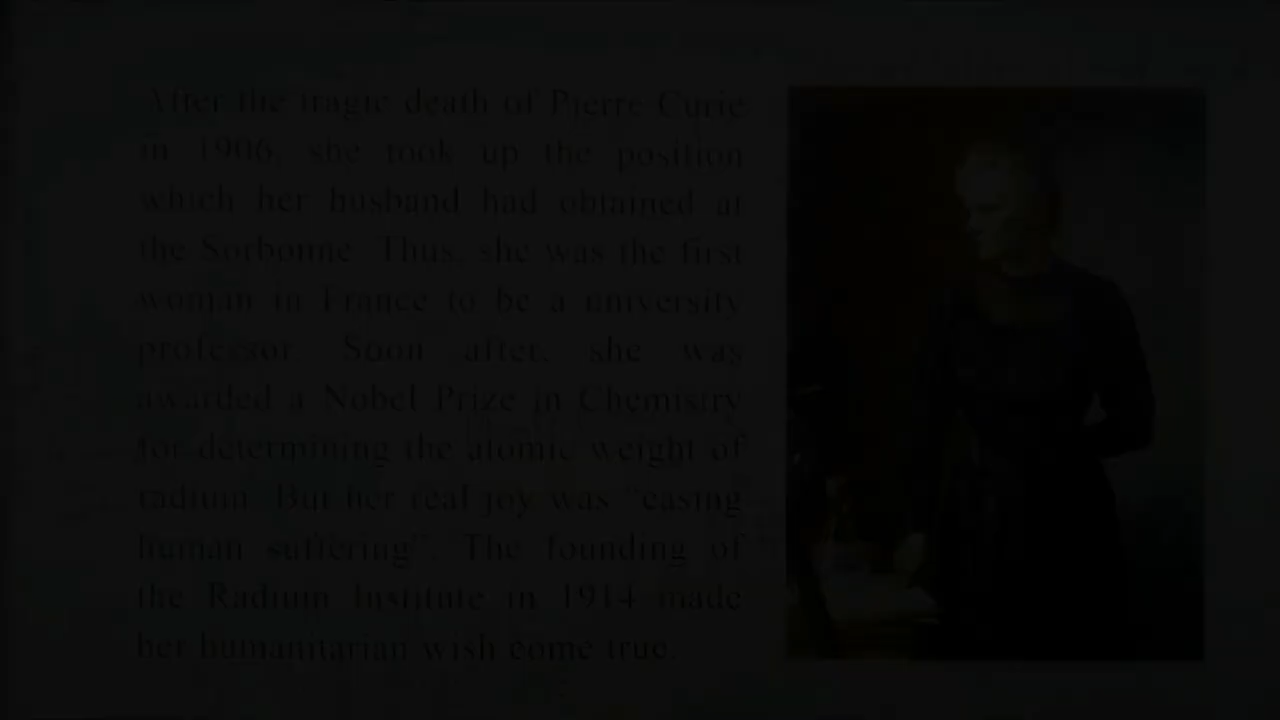 After the tragic death of Pierre Curie
in 1906, she took up the position
which her husband had obtained at
the Sorbonne. Thus, she was the first
woman in France to be a university
professor. Soon after, she was
awarded a Nobel Prize in Chemistry
for determining the atomic weight of
radium. But her real joy was “easing
human suffering”. The founding of
the Radium Institute in 1914 made
her humanitarian wish come true.